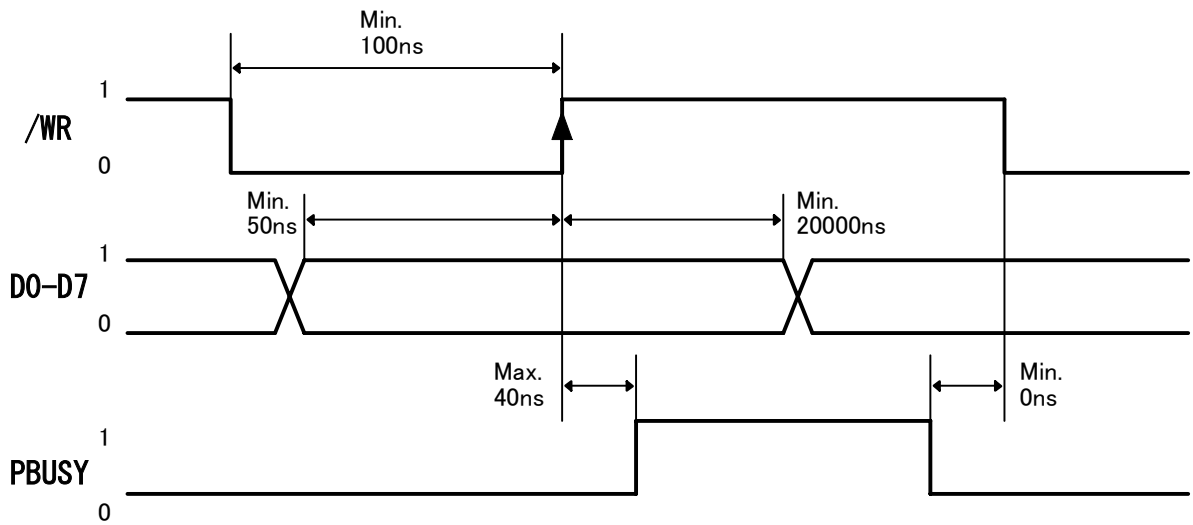 Min.
100ns
1
/WR
0
Min.
50ns
Min.
20000ns
1
D0-D7
0
Max.
40ns
Min.
0ns
1
PBUSY
0